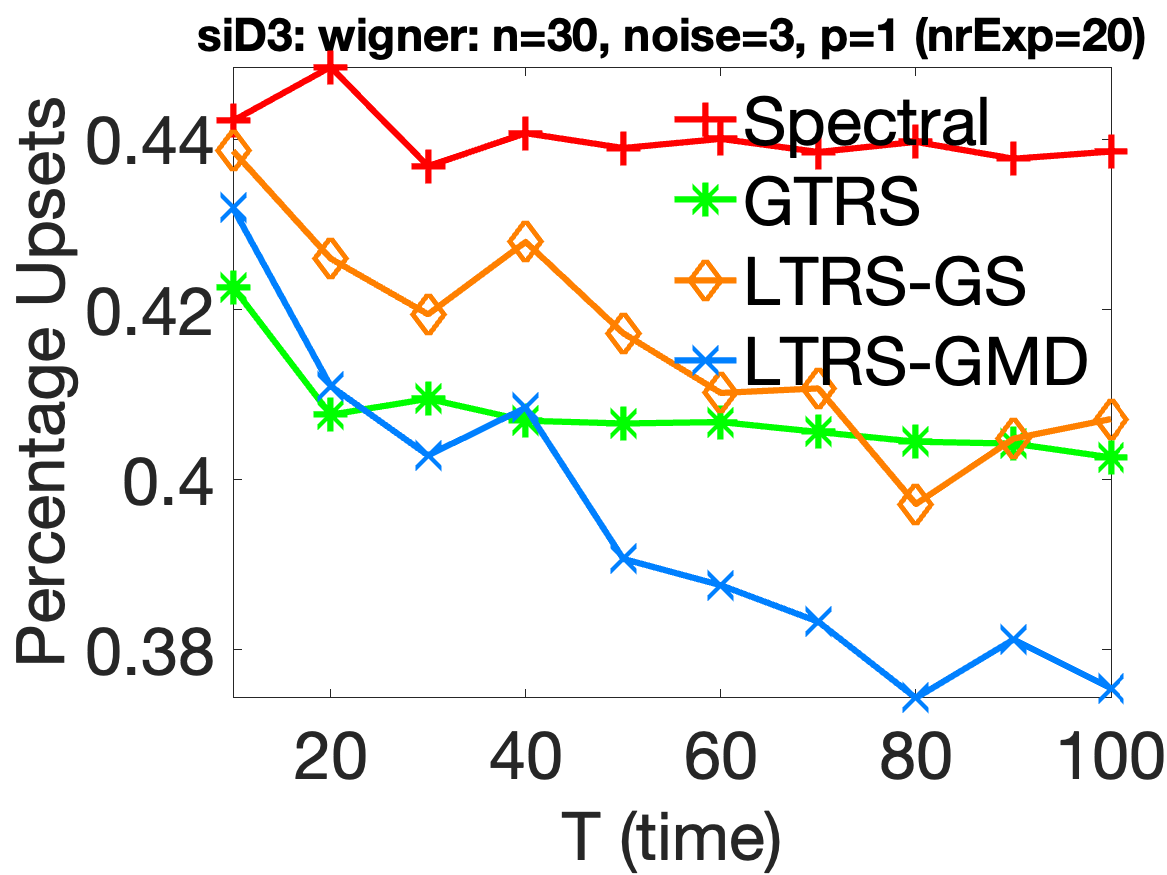 siD3: wigner: n=30, noise=3, p=1 (nrExp=20)
Percentage Upsets
0.44
0.42
0.4
0.38
Spectral
GTRS
LTRS-GS
LTRS-GMD
20 40 60 80 100
T (time)